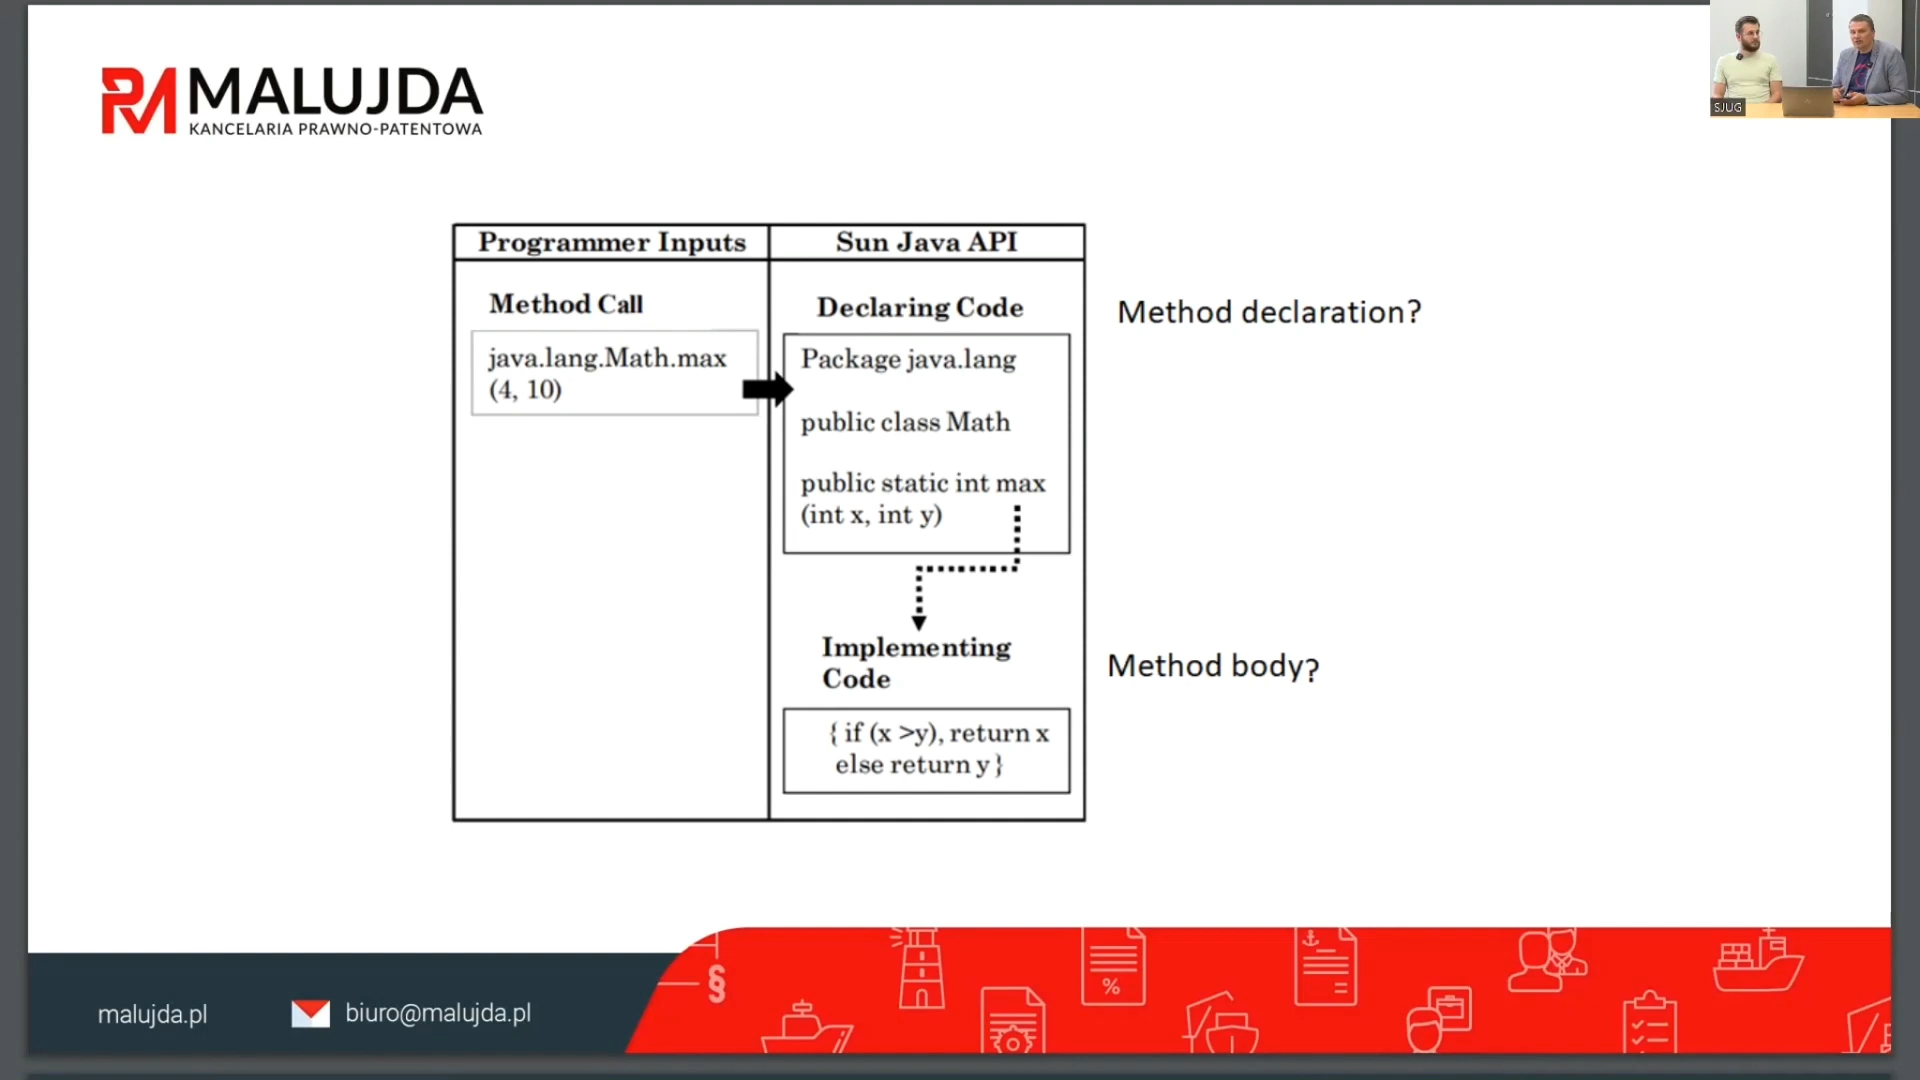 MALUJDA
KANCELARIA PRAWNO-PATENTOWA
SJUG
Programmer Inputs
Sun Java API
Method Call
java.lang.Math.max
(4, 10)
Declaring Code
Package java.lang
public class Math
public static int max
(int x, int y)
Method declaration?
Implementing
Code
{ if (x >y), return x
else return y }
Method body?
§
%
malujda.pl
biuro@malujda.pl